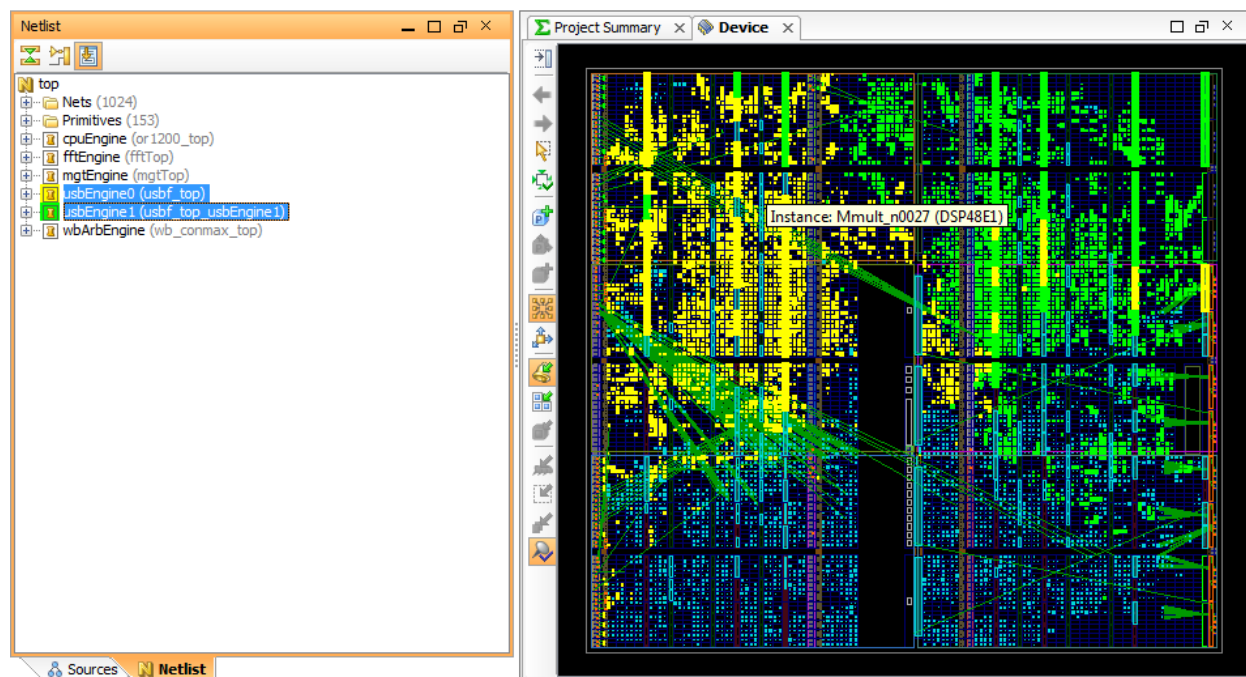 Netlist
top
Nets (1024)
Primitives (153)
cpuEngine (or1200_top)
fftEngine (fftTop)
mgtEngine (mgtTop)
usbEngine0 (usbf_top)
usbEngine1 (usbf_top_usbEngine1)
wbArbEngine (wb_conmax_top)
Sources Netlist
Project Summary Device
Instance: Mmult_n0027 (DSP48E1)